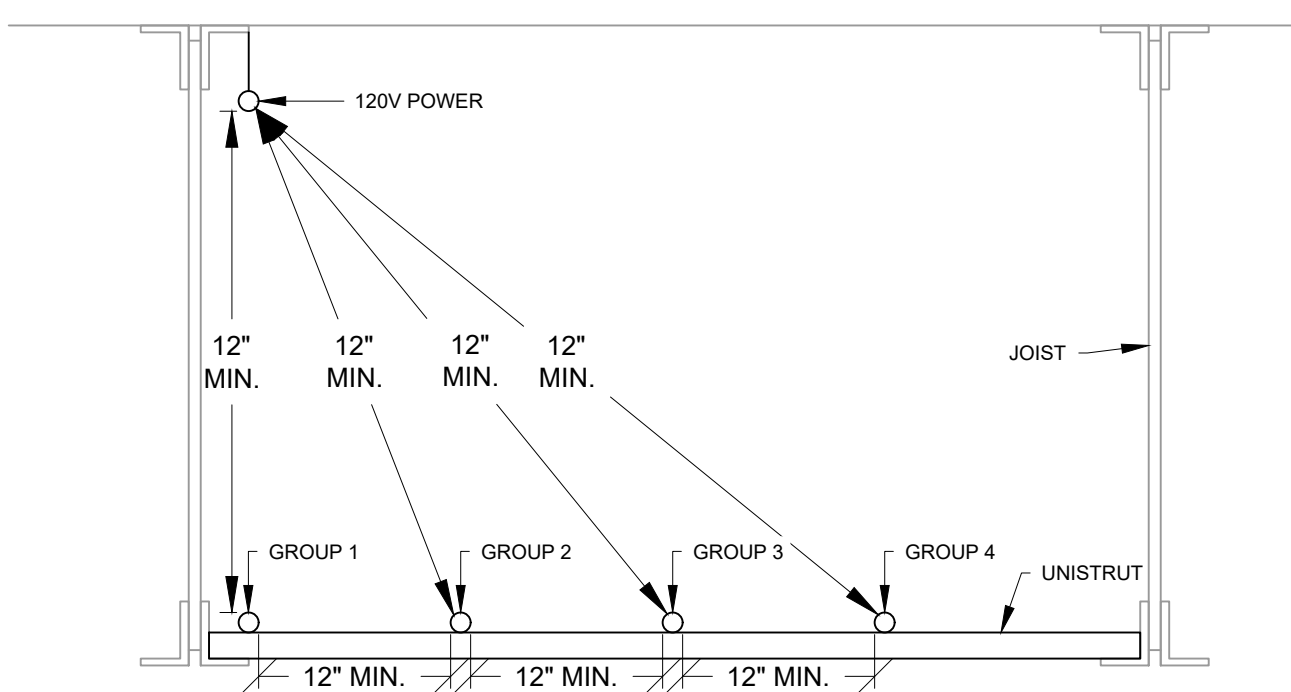 120V POWER
12" MIN.
12" MIN.
12" MIN.
12" MIN.
JOIST
GROUP 1
GROUP 2
GROUP 3
GROUP 4
UNISTRUT
12" MIN.
12" MIN.
12" MIN.